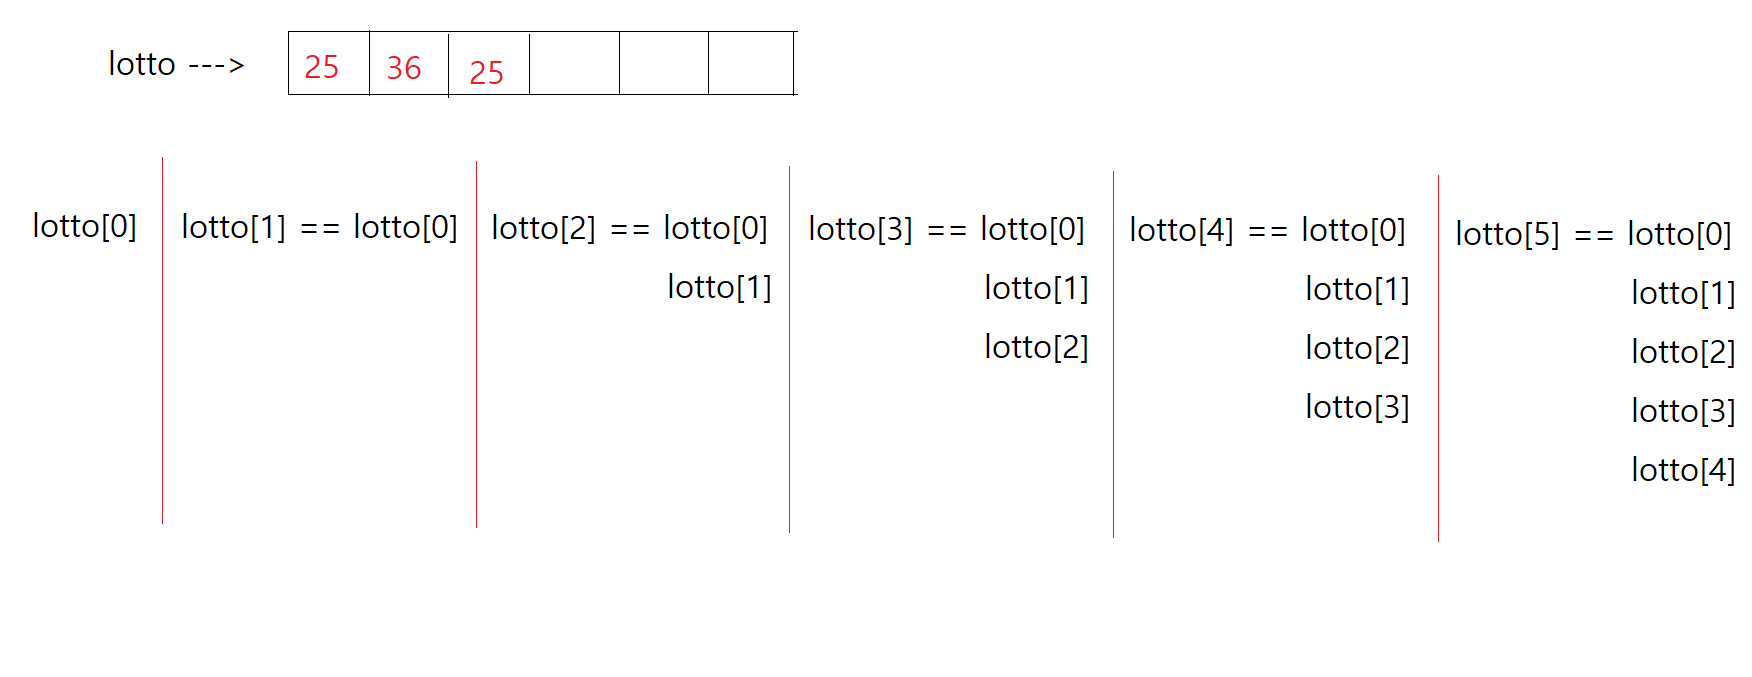 lotto ---> 25 36 25
lotto[0]
lotto[1] == lotto[0]
lotto[2] == lotto[0]
lotto[1]
lotto[3] == lotto[0]
lotto[1]
lotto[2]
lotto[4] == lotto[0]
lotto[1]
lotto[2]
lotto[3]
lotto[5] == lotto[0]
lotto[1]
lotto[2]
lotto[3]
lotto[4]